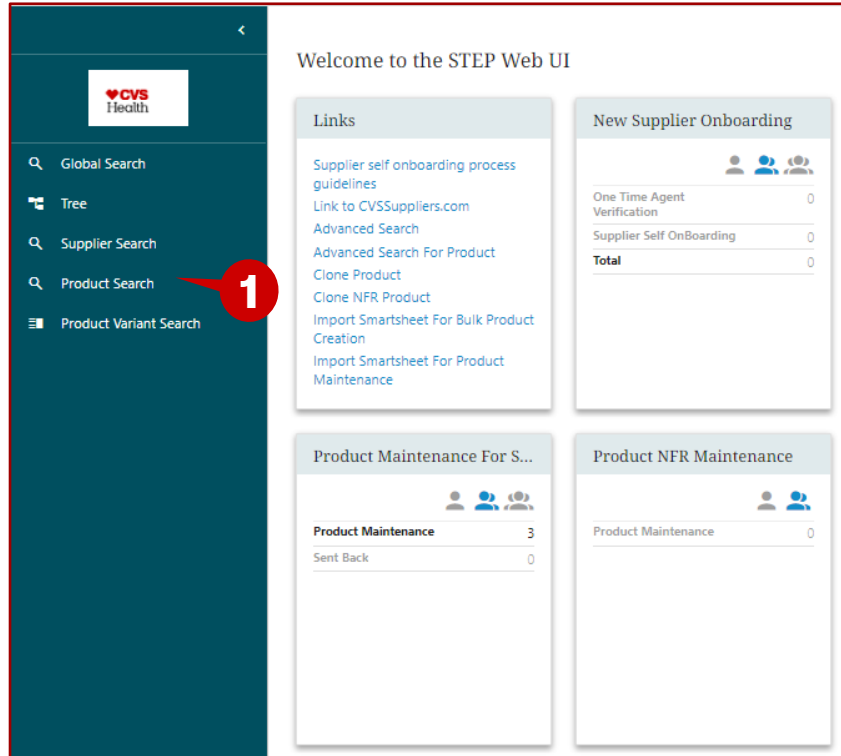 CVS
Health
Global Search
Tree
Supplier Search
Product Search
1
Product Variant Search
Welcome to the STEP Web UI
Links
Supplier self onboarding process
guidelines
Link to CVSSuppliers.com
Advanced Search
Advanced Search For Product
Clone Product
Clone NFR Product
Import Smartsheet For Bulk Product
Creation
Import Smartsheet For Product
Maintenance
New Supplier Onboarding
One Time Agent
Verification 0
Supplier Self OnBoarding 0
Total 0
Product Maintenance For S...
Product Maintenance 3
Sent Back 0
Product NFR Maintenance
Product Maintenance 0